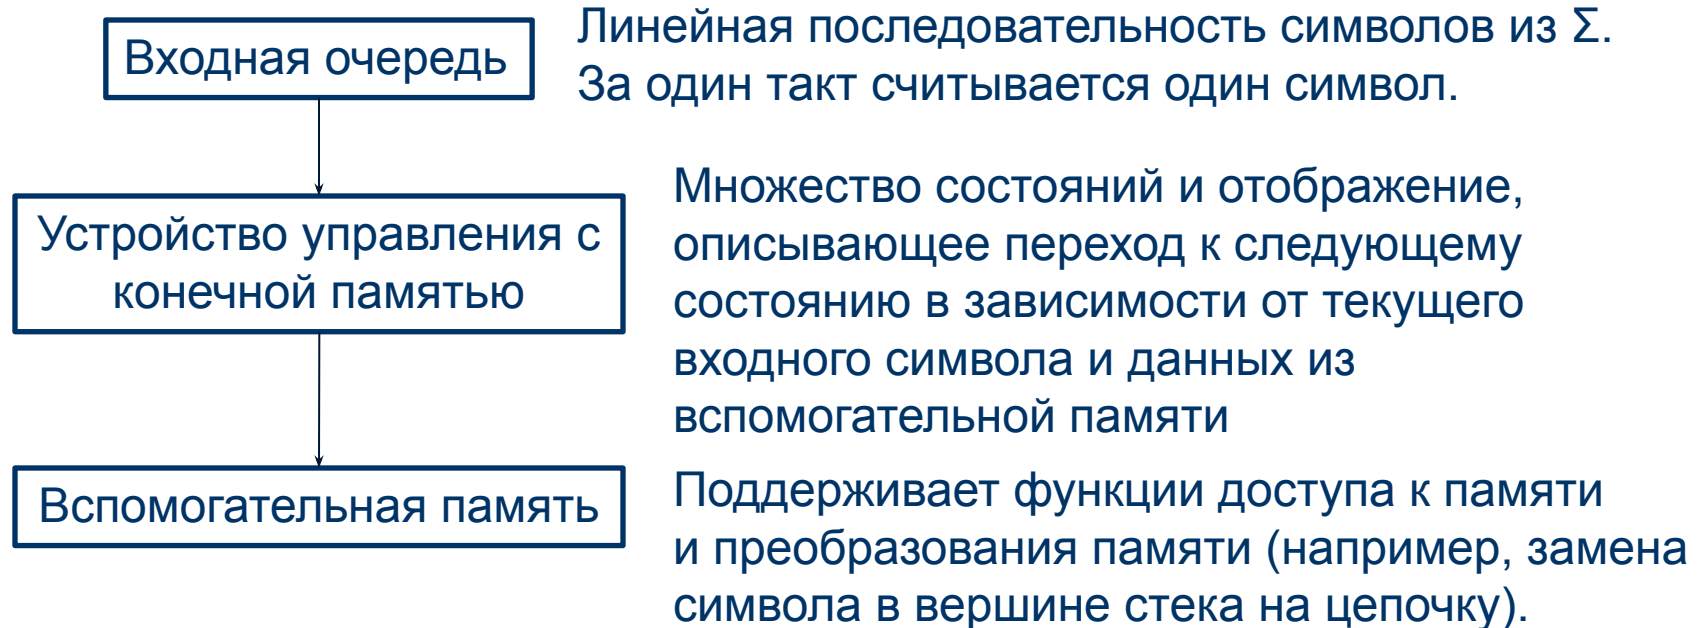 Входная очередь
Линейная последовательность символов из Σ.
За один такт считывается один символ.
Устройство управления с
конечной памятью
Множество состояний и отображение,
описывающее переход к следующему
состоянию в зависимости от текущего
входного символа и данных из
вспомогательной памяти
Вспомогательная память
Поддерживает функции доступа к памяти
и преобразования памяти (например, замена
символа в вершине стека на цепочку).